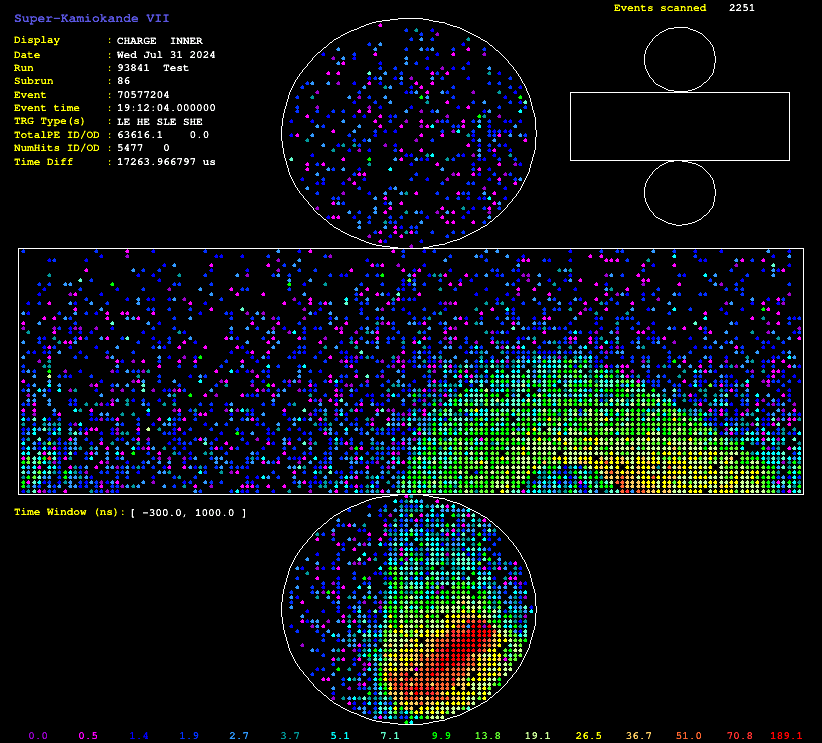 Super-Kamiokande VII
Events scanned 2251
Display : CHARGE INNER
Date : Wed Jul 31 2024
Run : 93841 Test
Subrun : 86
Event : 70577204
Event time : 19:12:04.000000
TRG Type(s) : LE HE SLE SHE
TotalPE ID/OD : 63616.1 0.0
NumHits ID/OD : 5477 0
Time Diff : 17263.966797 us
Time Window (ns): [ -300.0, 1000.0 ]
0.0 0.5 1.4 1.9 2.7 3.7 5.1 7.1 9.9 13.8 19.1 26.5 36.7 51.0 70.8 189.1